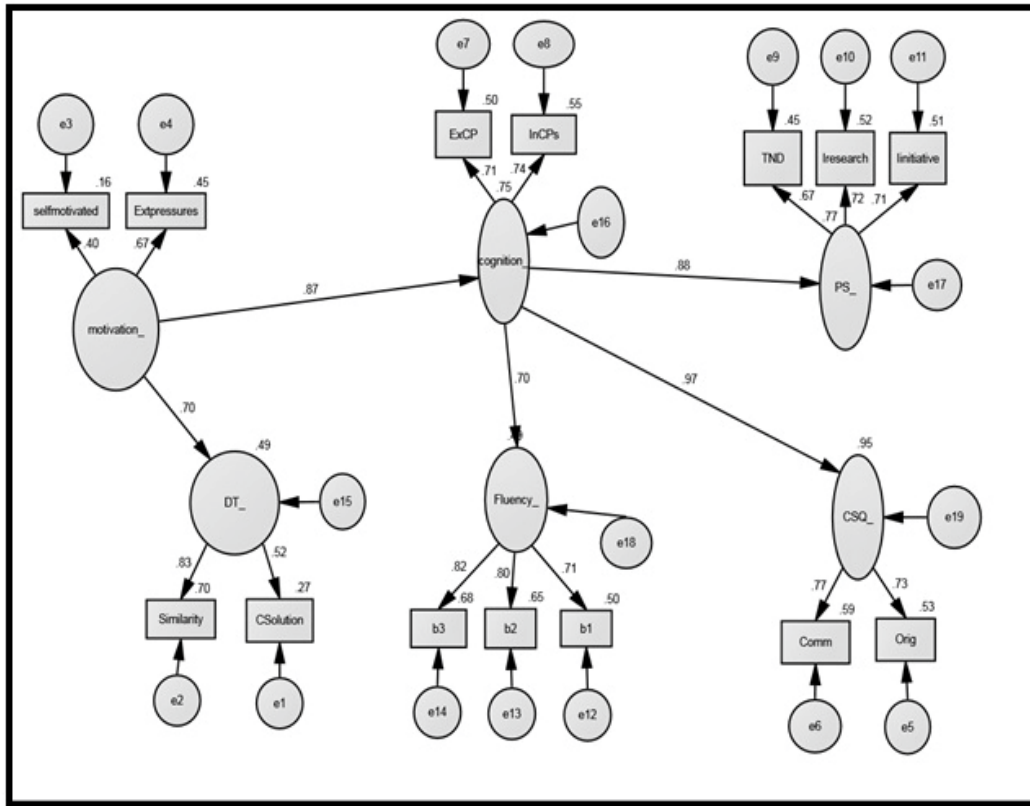 e7
e8
e9
e10
e11
e3
e4
.50
.55
.45
.52
.51
ExCP
InCPs
TND
Iresearch
Iinitiative
.16
.45
selfmotivated
Extpressures
.71
.74
.75
.67
.72
.71
.77
.40
.67
e16
cognition_
.88
PS_
e17
.87
motivation_
.70
.70
.97
.49
.95
DT_
e15
Fluency_
e18
CSQ_
e19
.83
.52
.82
.80
.71
.77
.73
.70
.27
.68
.65
.50
.59
.53
Similarity
CSolution
b3
b2
b1
Comm
Orig
e2
e1
e14
e13
e12
e6
e5